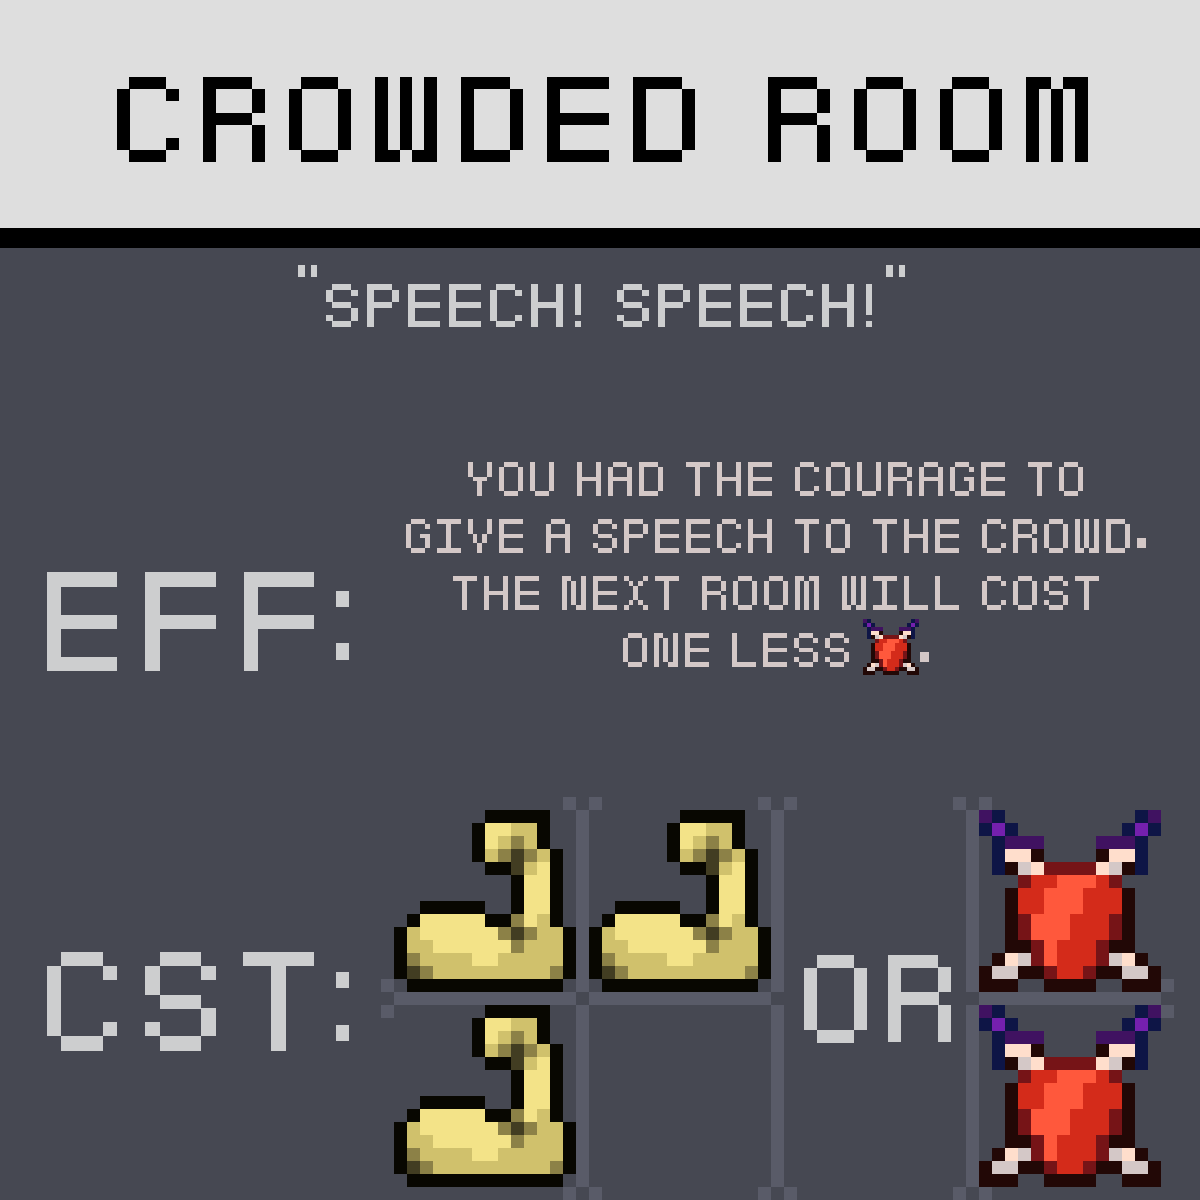 CROWDED ROOM
"SPEECH! SPEECH!"
YOU HAD THE COURAGE TO
GIVE A SPEECH TO THE CROWD.
THE NEXT ROOM WILL COST
ONE LESS .
EFF:
CST:
OR